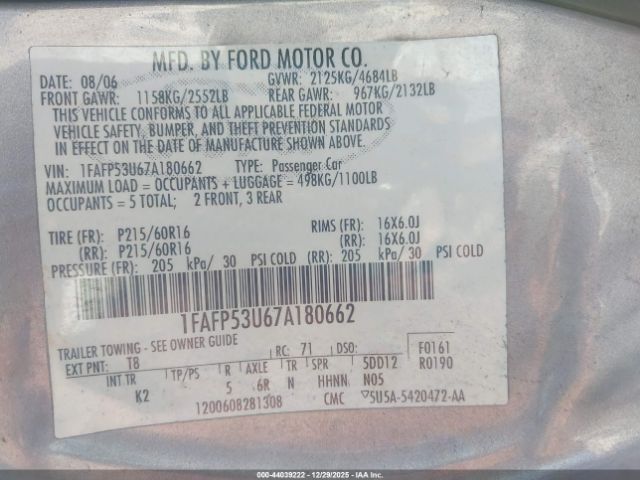 MFD. BY FORD MOTOR CO.
DATE: 08/06 GVWR: 2125KG/4684LB
FRONT GAWR: 1158KG/2552LB REAR GAWR: 967KG/2132LB
THIS VEHICLE CONFORMS TO ALL APPLICABLE FEDERAL MOTOR
VEHICLE SAFETY, BUMPER, AND THEFT PREVENTION STANDARDS
IN EFFECT ON THE DATE OF MANUFACTURE SHOWN ABOVE.
VIN: 1FAFP53U67A180662 TYPE: Passenger Car
MAXIMUM LOAD = OCCUPANTS + LUGGAGE = 498KG/1100LB
OCCUPANTS = 5 TOTAL; 2 FRONT, 3 REAR
TIRE (FR): P215/60R16 RIMS (FR): 16X6.0J
(RR): P215/60R16 (RR): 16X6.0J
PRESSURE (FR): 205 kPa/ 30 PSI COLD (RR): 205 kPa/ 30 PSI COLD
1FAFP53U67A180662
TRAILER TOWING - SEE OWNER GUIDE
EXT PNT: T8 RC: 71 DSO: F0161
INT TR TP/PS R AXLE TR SPR 5DD12 R0190
K2 5 6R N HHNN N05
1200608281308 CMC 5U5A-5420472-AA
000-44039222 - 12/29/2025 - IAAI.com